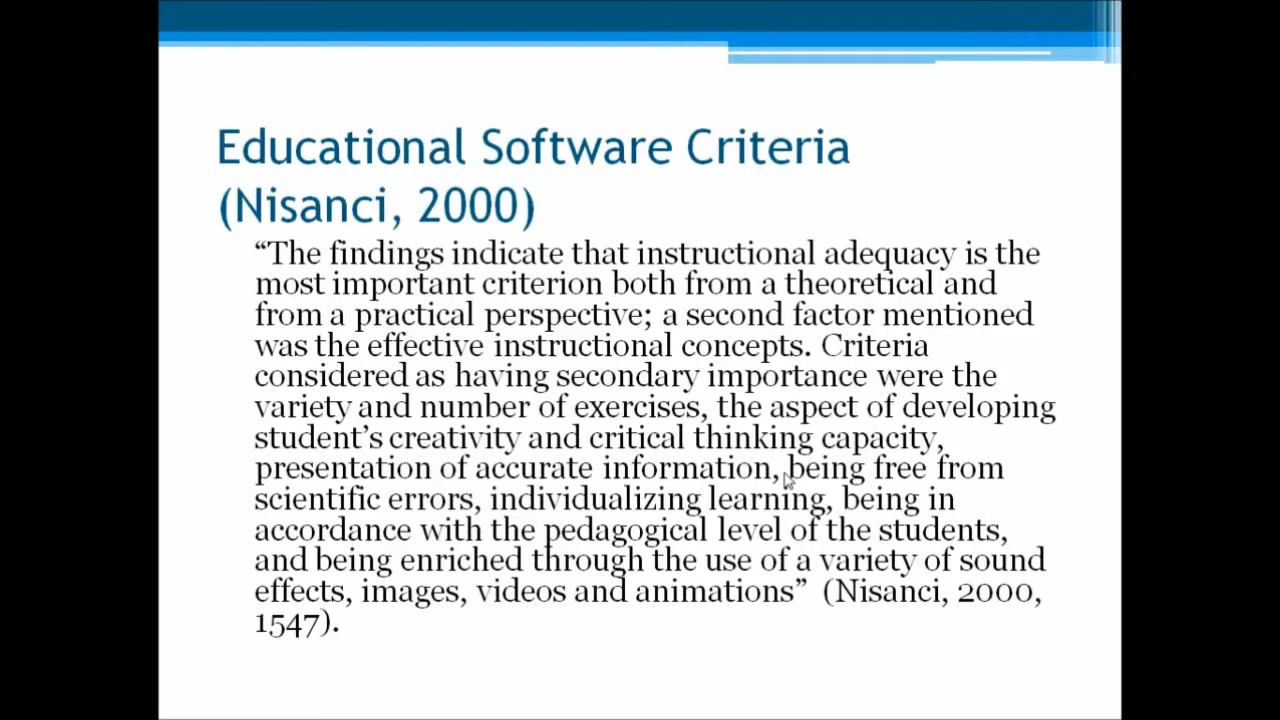 Educational Software Criteria
(Nisanci, 2000)
“The findings indicate that instructional adequacy is the
most important criterion both from a theoretical and
from a practical perspective; a second factor mentioned
was the effective instructional concepts. Criteria
considered as having secondary importance were the
variety and number of exercises, the aspect of developing
student’s creativity and critical thinking capacity,
presentation of accurate information, being free from
scientific errors, individualizing learning, being in
accordance with the pedagogical level of the students,
and being enriched through the use of a variety of sound
effects, images, videos and animations” (Nisanci, 2000,
1547).